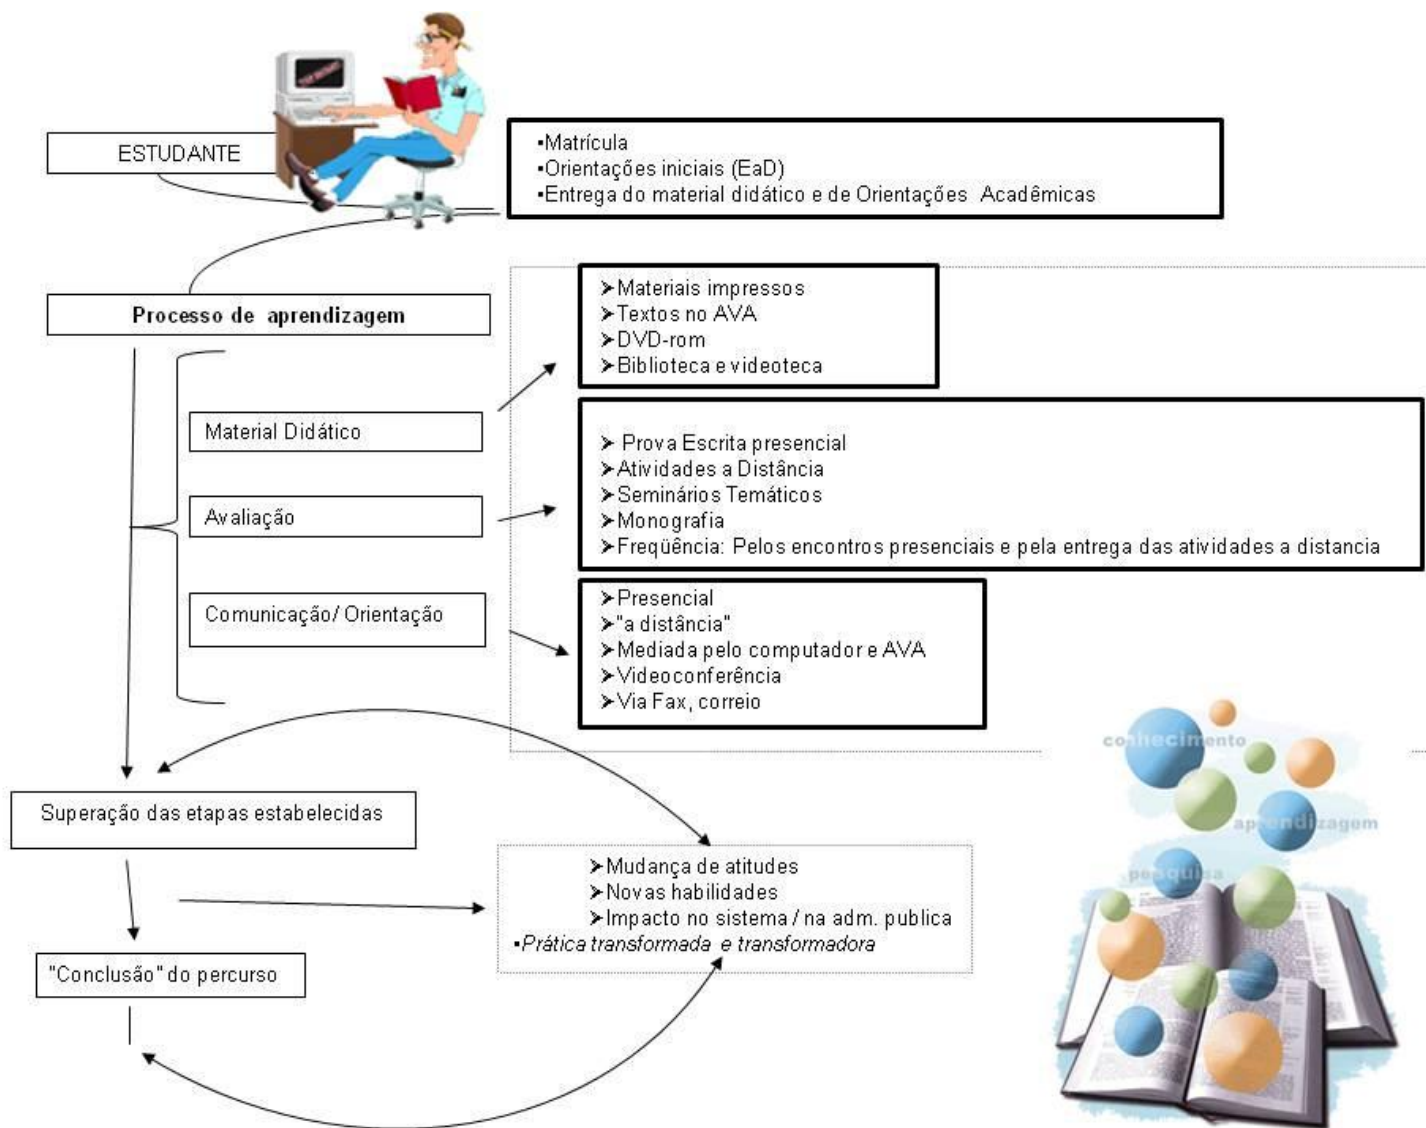 ESTUDANTE
▪Matrícula
▪Orientações iniciais (EaD)
▪Entrega do material didático e de Orientações Acadêmicas
Processo de aprendizagem
➤Materiais impressos
➤Textos no AVA
➤DVD-rom
➤Biblioteca e videoteca
Material Didático
➤ Prova Escrita presencial
➤Atividades a Distância
➤Seminários Temáticos
➤Monografia
➤Freqüência: Pelos encontros presenciais e pela entrega das atividades a distancia
Avaliação
Comunicação/ Orientação
➤Presencial
➤"a distância"
➤Mediada pelo computador e AVA
➤Videoconferência
➤Via Fax, correio
Superação das etapas estabelecidas
➤Mudança de atitudes
➤Novas habilidades
➤Impacto no sistema / na adm. publica
▪Prática transformada e transformadora
"Conclusão" do percurso
conhecimento
aprendizagem
pesquisa